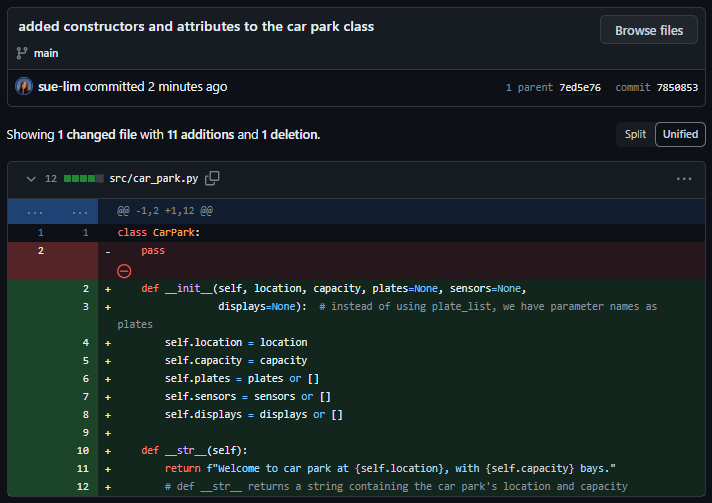 added constructors and attributes to the car park class
Browse files
main
sue-lim committed 2 minutes ago
1 parent 7ed5e76 commit 7850853
Showing 1 changed file with 11 additions and 1 deletion.
Split Unified
12 src/car_park.py ...
... ... @@ -1,2 +1,12 @@
1 1 class CarPark:
2 - pass
2 + def __init__(self, location, capacity, plates=None, sensors=None,
3 + displays=None): # instead of using plate_list, we have parameter names as
plates
4 + self.location = location
5 + self.capacity = capacity
6 + self.plates = plates or []
7 + self.sensors = sensors or []
8 + self.displays = displays or []
9 +
10 + def __str__(self):
11 + return f"Welcome to car park at {self.location}, with {self.capacity} bays."
12 + # def __str__ returns a string containing the car park's location and capacity